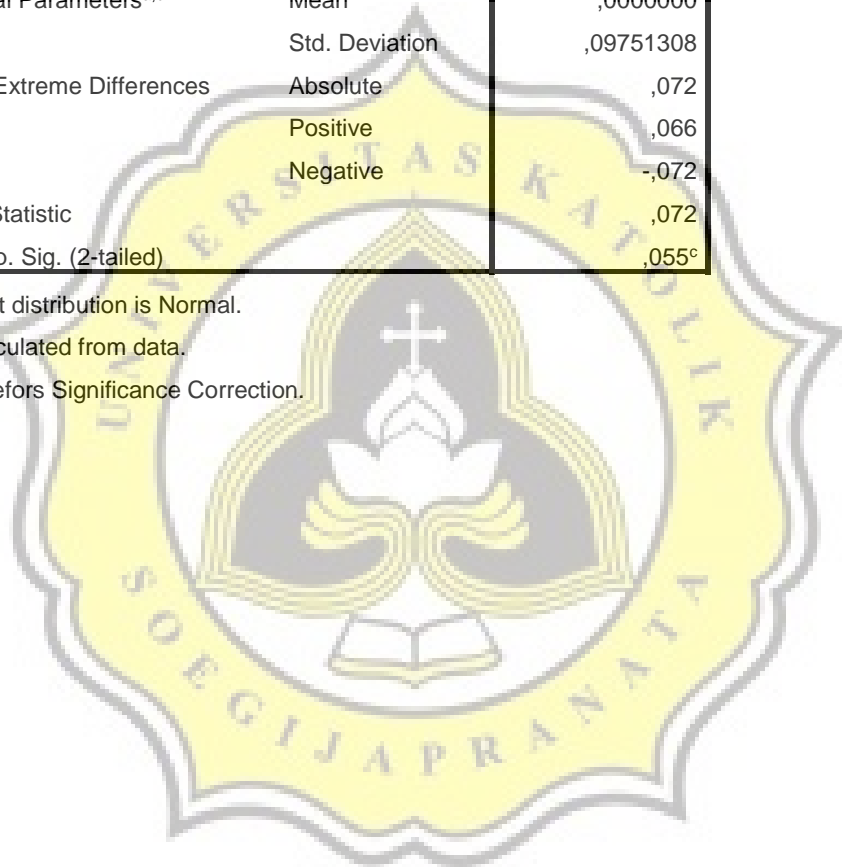 al Parameters Mean ,0000000
Std. Deviation ,09751308
Extreme Differences Absolute ,072
Positive ,066
Negative -,072
Statistic ,072
. Sig. (2-tailed) ,055ᶜ
t distribution is Normal.
culated from data.
efors Significance Correction.
UNIVERSITAS KATOLIK
SOEGIJAPRANATA